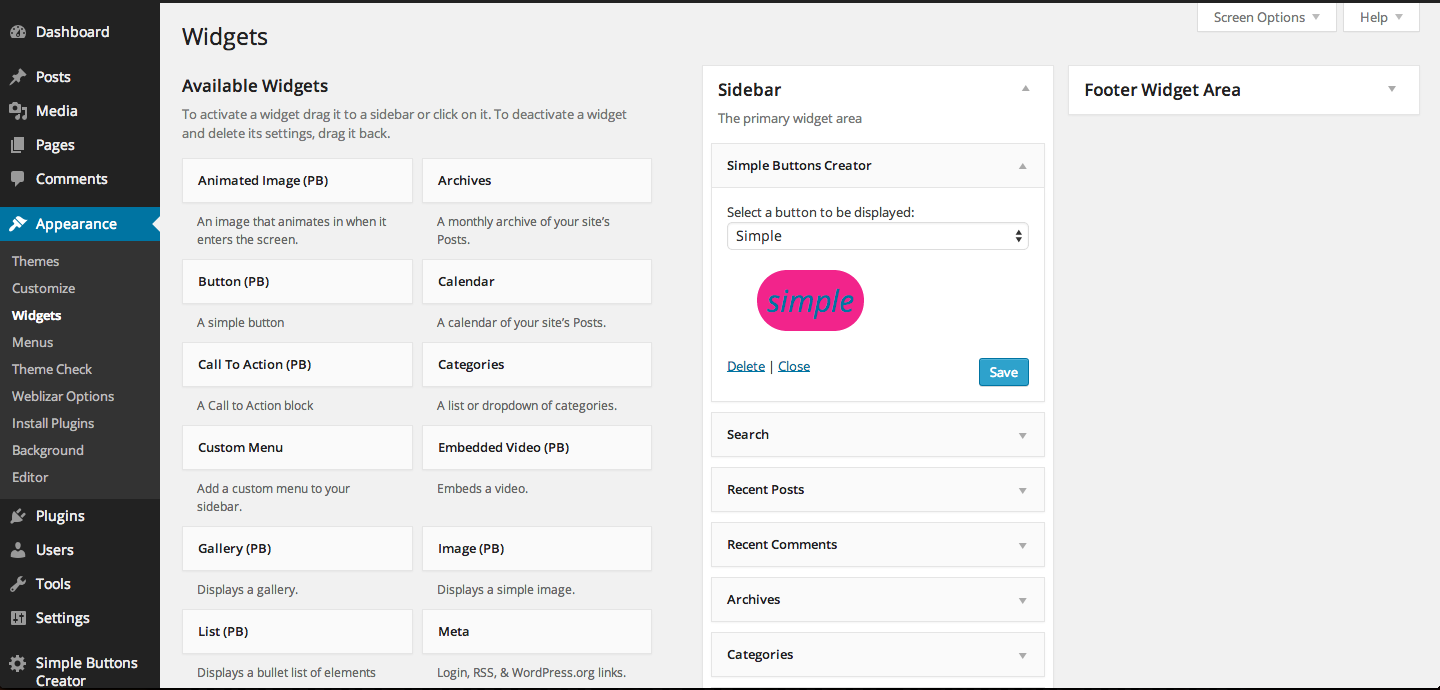 Dashboard
Posts
Media
Pages
Comments
Appearance
Themes
Customize
Widgets
Menus
Theme Check
Weblizar Options
Install Plugins
Background
Editor
Plugins
Users
Tools
Settings
Simple Buttons
Creator
Screen Options
Help
Widgets
Available Widgets
To activate a widget drag it to a sidebar or click on it. To deactivate a widget
and delete its settings, drag it back.
Animated Image (PB)
An image that animates in when it
enters the screen.
Archives
A monthly archive of your site’s
Posts.
Button (PB)
A simple button
Calendar
A calendar of your site’s Posts.
Call To Action (PB)
A Call to Action block
Categories
A list or dropdown of categories.
Custom Menu
Add a custom menu to your
sidebar.
Embedded Video (PB)
Embeds a video.
Gallery (PB)
Displays a gallery.
Image (PB)
Displays a simple image.
List (PB)
Displays a bullet list of elements
Meta
Login, RSS, & WordPress.org links.
Sidebar
The primary widget area
Simple Buttons Creator
Select a button to be displayed:
Simple
simple
Delete | Close
Save
Search
Recent Posts
Recent Comments
Archives
Categories
Footer Widget Area